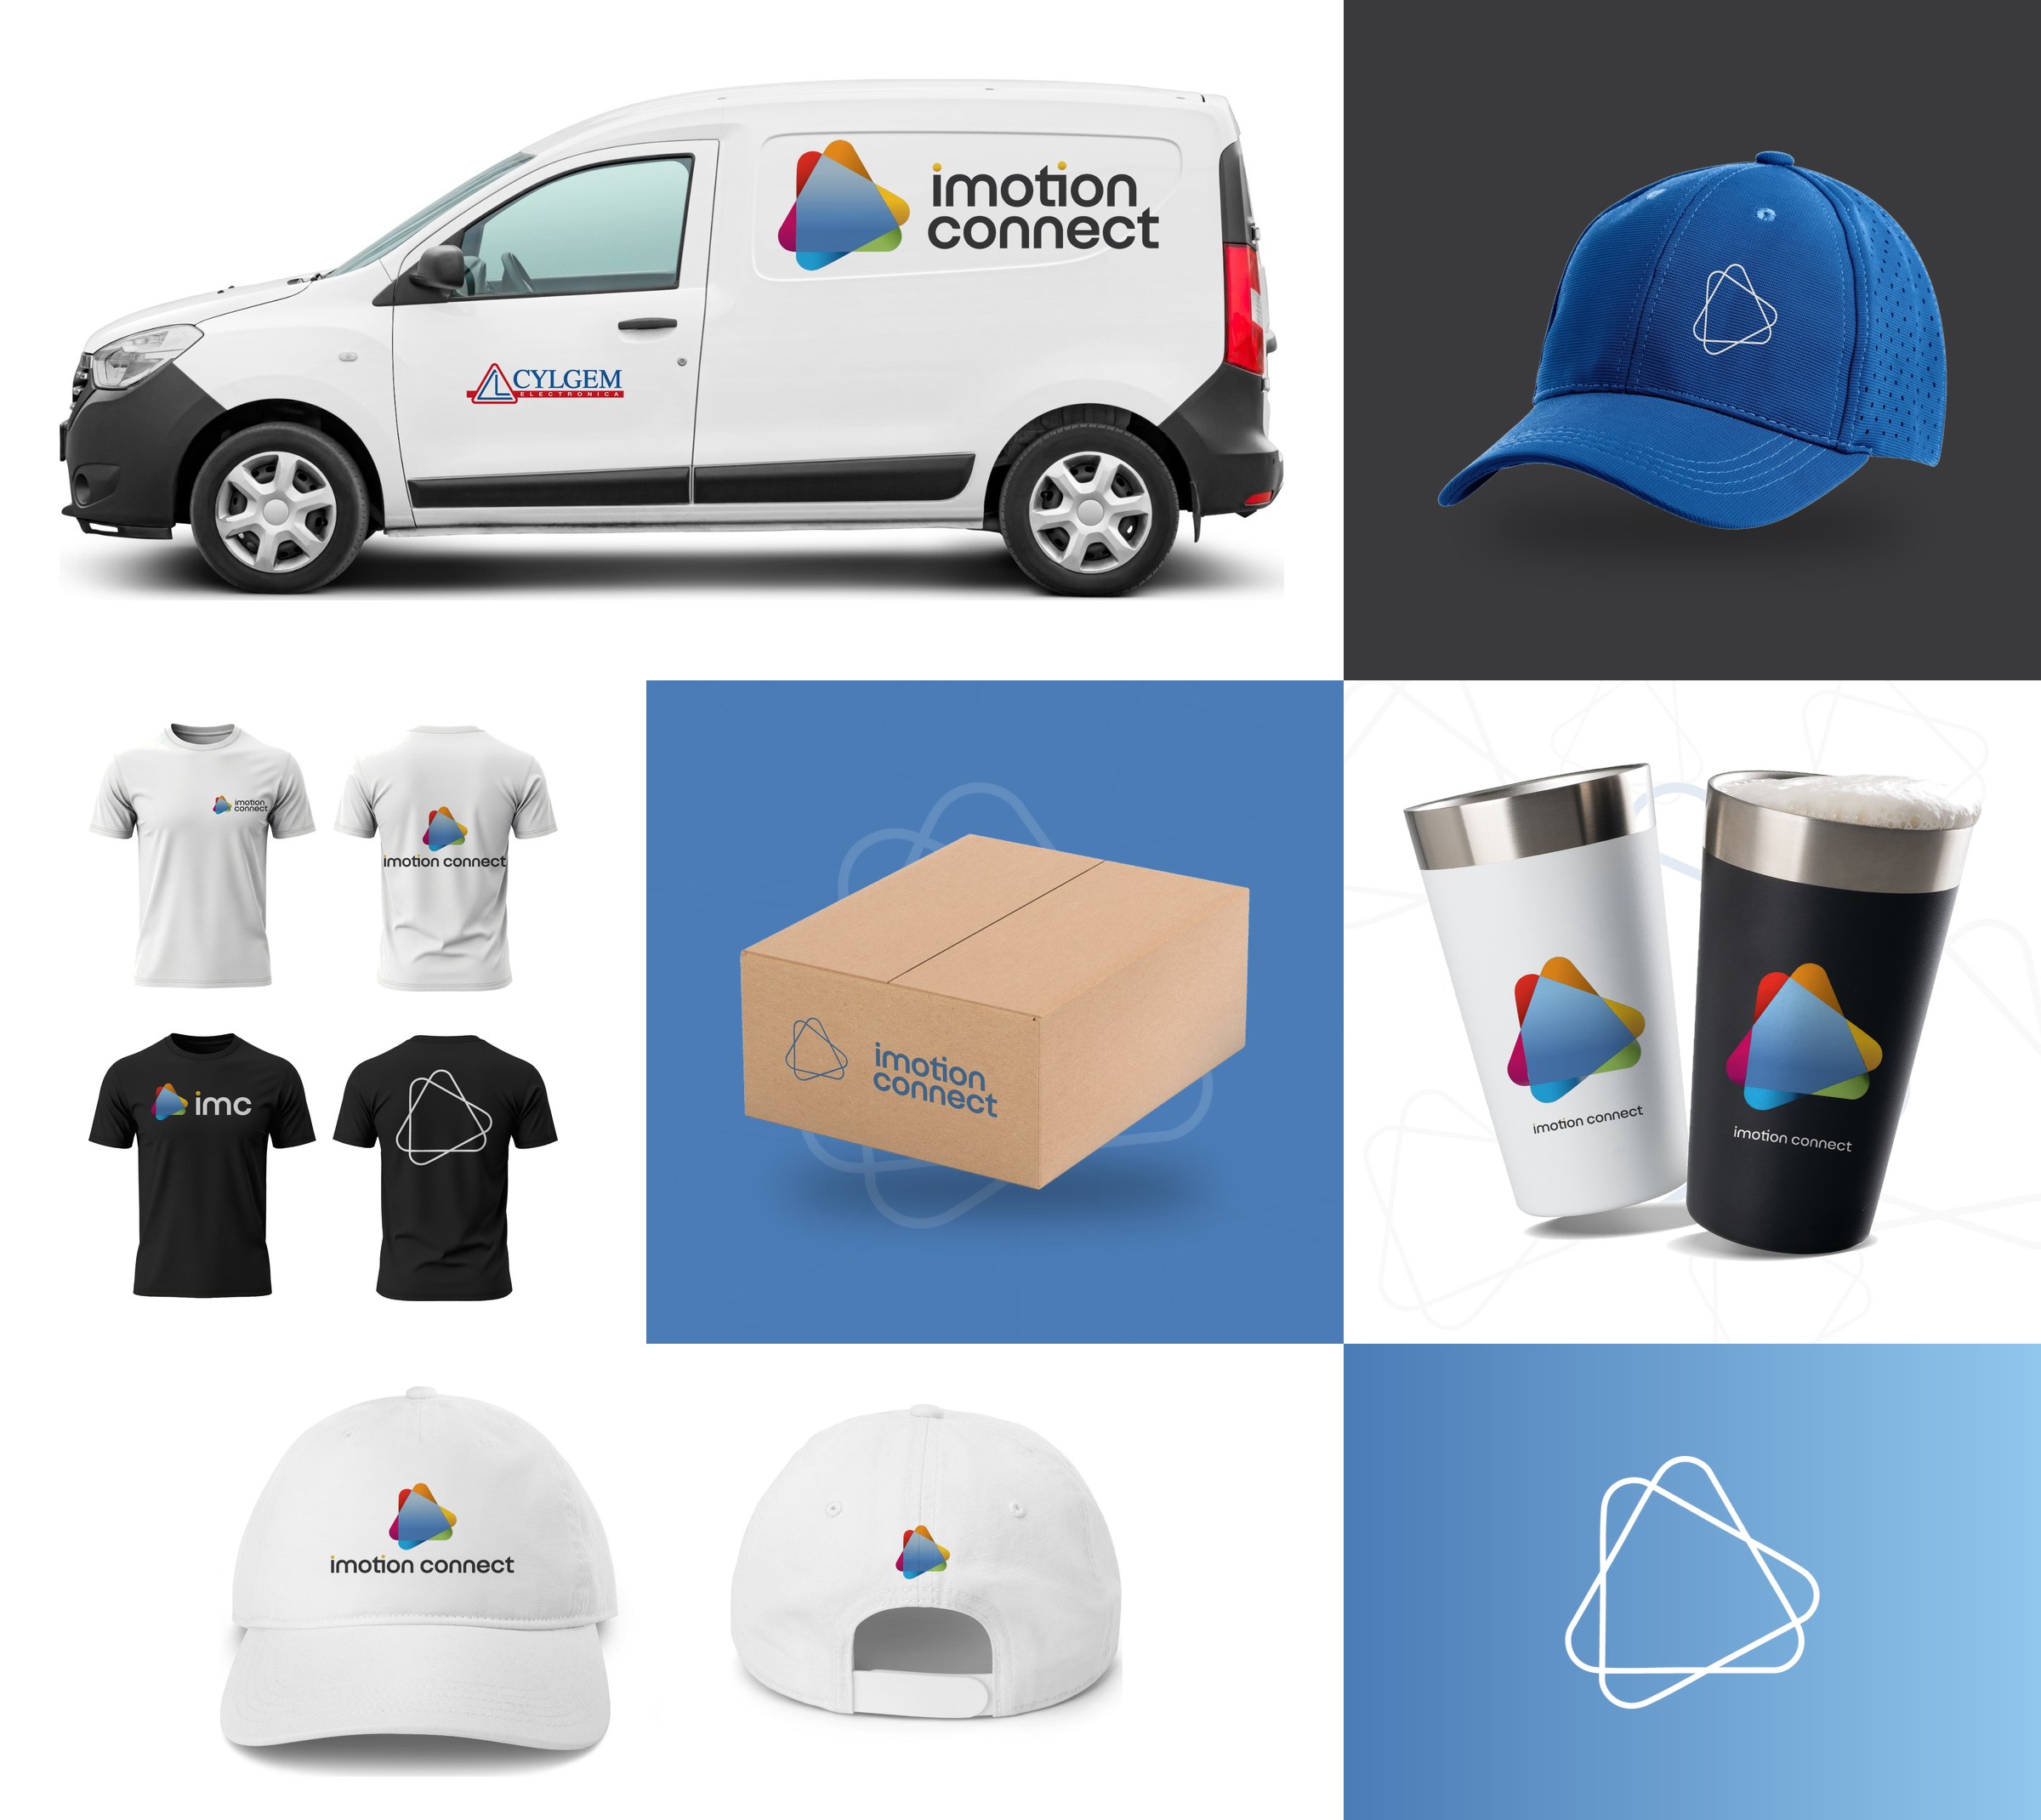 imotion
connect
CYLGEM
ELECTRONICA
imotion
connect
imotion connect
imc
imotion
connect
imotion connect
imotion connect
imotion connect